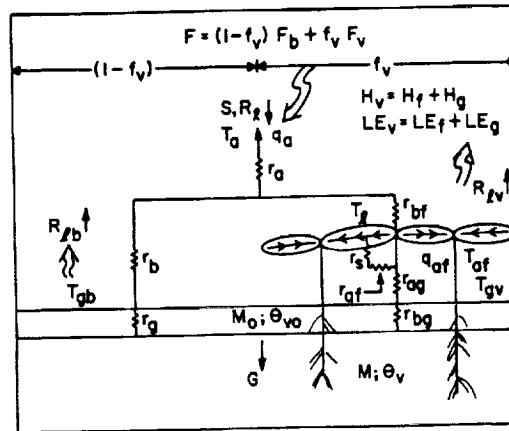 F = (1-f_v) F_b + f_v F_v
(1-f_v) f_v
S, R_ℓ↓
H_v = H_f + H_g
T_a q_a
LE_v = LE_f + LE_g
r_a
R_ℓv↑
R_ℓb↑
T_ℓ
r_bf
r_b
r_s
q_af
T_af
T_gb
r_ag
T_gv
r_af
r_g
M_o; Θ_vo
r_bg
G
M; Θ_v